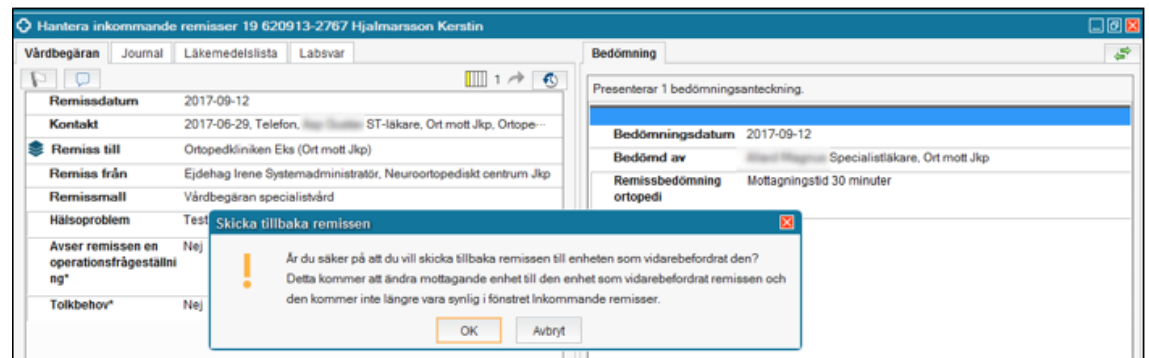 Hantera inkommande remisser 19 620913-2767 Hjalmarsson Kerstin
Vårdbegäran Journal Läkemedelslista Labsvar
1
Remissdatum 2017-09-12
Kontakt 2017-06-29, Telefon, ST-läkare, Ort mott Jkp, Ortope...
Remiss till Ortopedkliniken Eks (Ort mott Jkp)
Remiss från Ejdehag Irene Systemadministratör, Neuroortopediskt centrum Jkp
Remissmall Vårdbegäran specialistvård
Hälsoproblem Test
Avser remissen en Nej
operationsfrågeställni
ng*
Tolkbehov* Nej
Bedömning
Presenterar 1 bedömningsanteckning.
Bedömningsdatum 2017-09-12
Bedömd av Specialistläkare, Ort mott Jkp
Remissbedömning Mottagningstid 30 minuter
ortopedi
Skicka tillbaka remissen
Är du säker på att du vill skicka tillbaka remissen till enheten som vidarebefordrat den?
Detta kommer att ändra mottagande enhet till den enhet som vidarebefordrat remissen och
den kommer inte längre vara synlig i fönstret Inkommande remisser.
OK Avbryt